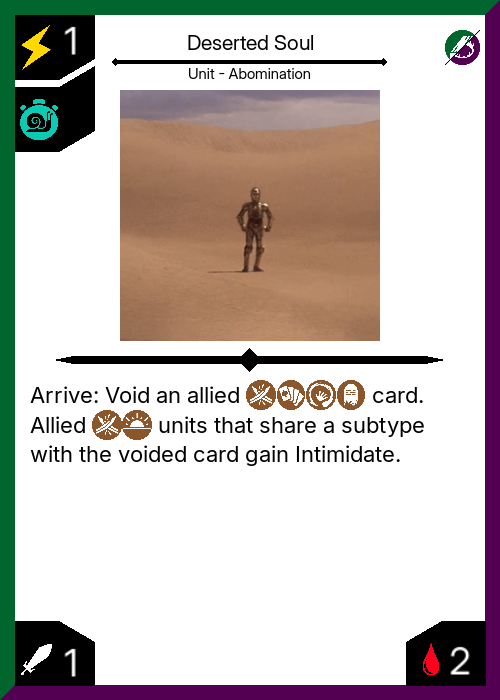 1
Deserted Soul
Unit - Abomination
Arrive: Void an allied card.
Allied units that share a subtype
with the voided card gain Intimidate.
1
2